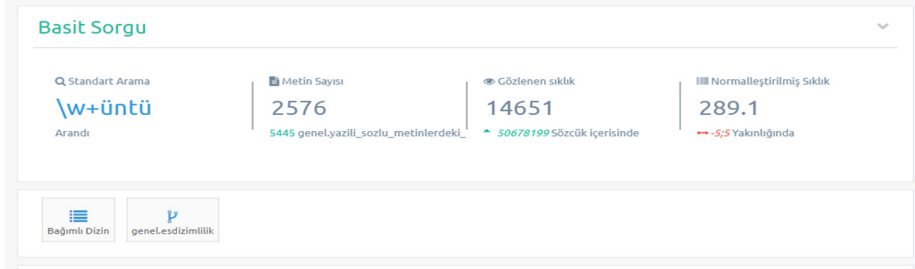 Basit Sorgu
Standart Arama
\w+üntü
Arandı
Metin Sayısı
2576
5445 genel.yazili_sozlu_metinlerdeki_
Gözlenen sıklık
14651
50678199 Sözcük içerisinde
Normalleştirilmiş Sıklık
289.1
-5;5 Yakınlığında
Bağımlı Dizin
genel.esdizimlilik